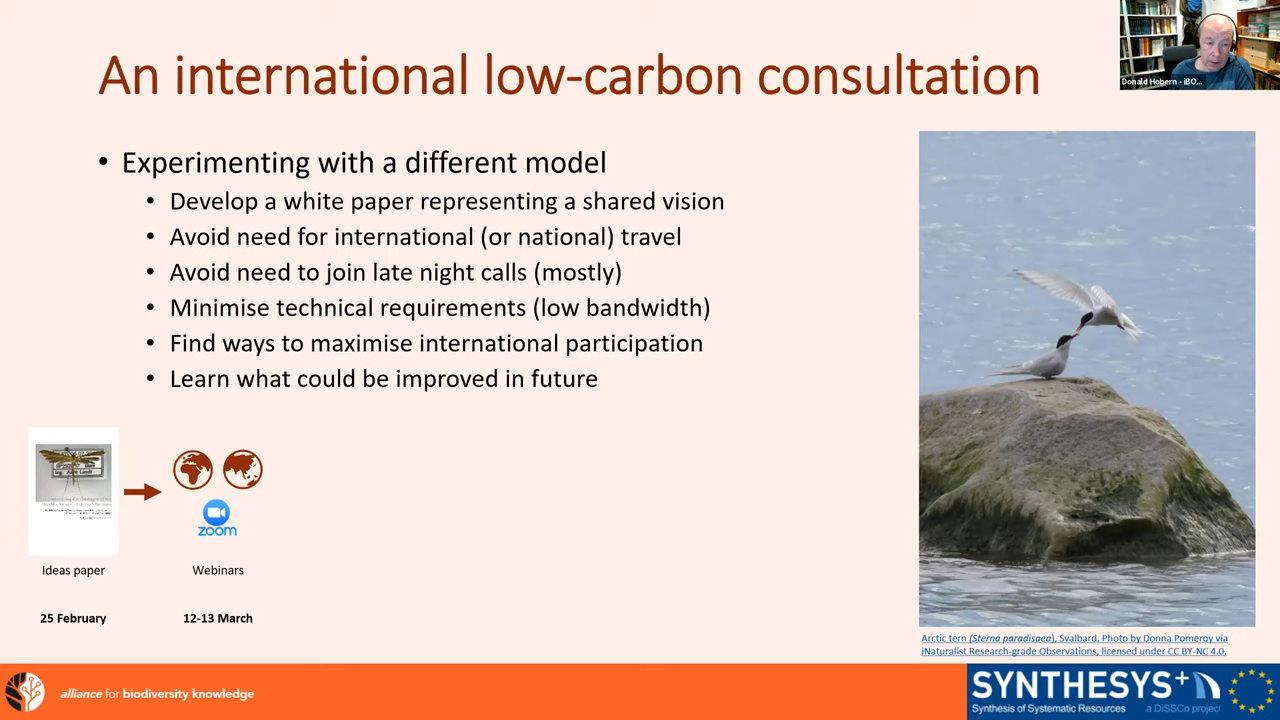 An international low-carbon consultation
Donald Hobern - iBO...
• Experimenting with a different model
• Develop a white paper representing a shared vision
• Avoid need for international (or national) travel
• Avoid need to join late night calls (mostly)
• Minimise technical requirements (low bandwidth)
• Find ways to maximise international participation
• Learn what could be improved in future
zoom
Ideas paper
Webinars
25 February
12-13 March
Arctic tern (Sterna paradisaea), Svalbard. Photo by Donna Pomeroy via
iNaturalist Research-grade Observations, licensed under CC BY-NC 4.0.
alliance for biodiversity knowledge
SYNTHESYS+
Synthesis of Systematic Resources
a DiSSCo project